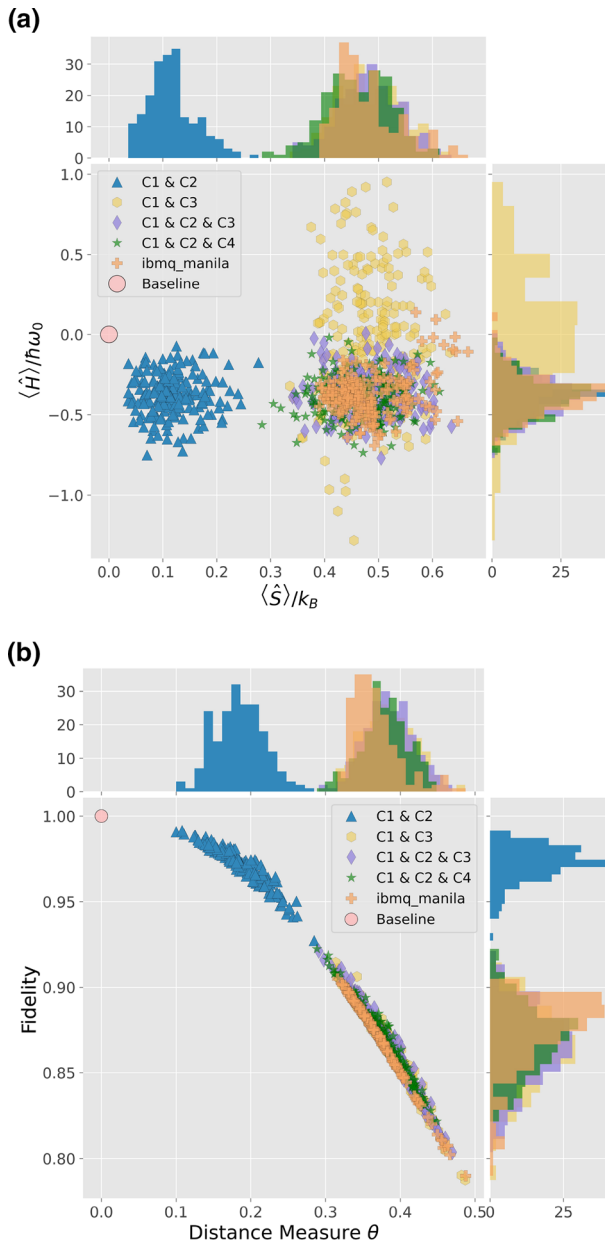 (a)
30
20
10
0
1.0
0.5
0.0
−0.5
−1.0
⟨Ĥ⟩/ℏω₀
C1 & C2
C1 & C3
C1 & C2 & C3
C1 & C2 & C4
ibmq_manila
Baseline
0.0 0.1 0.2 0.3 0.4 0.5 0.6
0 25
⟨Ŝ⟩/k_B
(b)
30
20
10
0
1.00
0.95
0.90
0.85
0.80
Fidelity
C1 & C2
C1 & C3
C1 & C2 & C3
C1 & C2 & C4
ibmq_manila
Baseline
0.0 0.1 0.2 0.3 0.4 0.5
0 25
Distance Measure θ